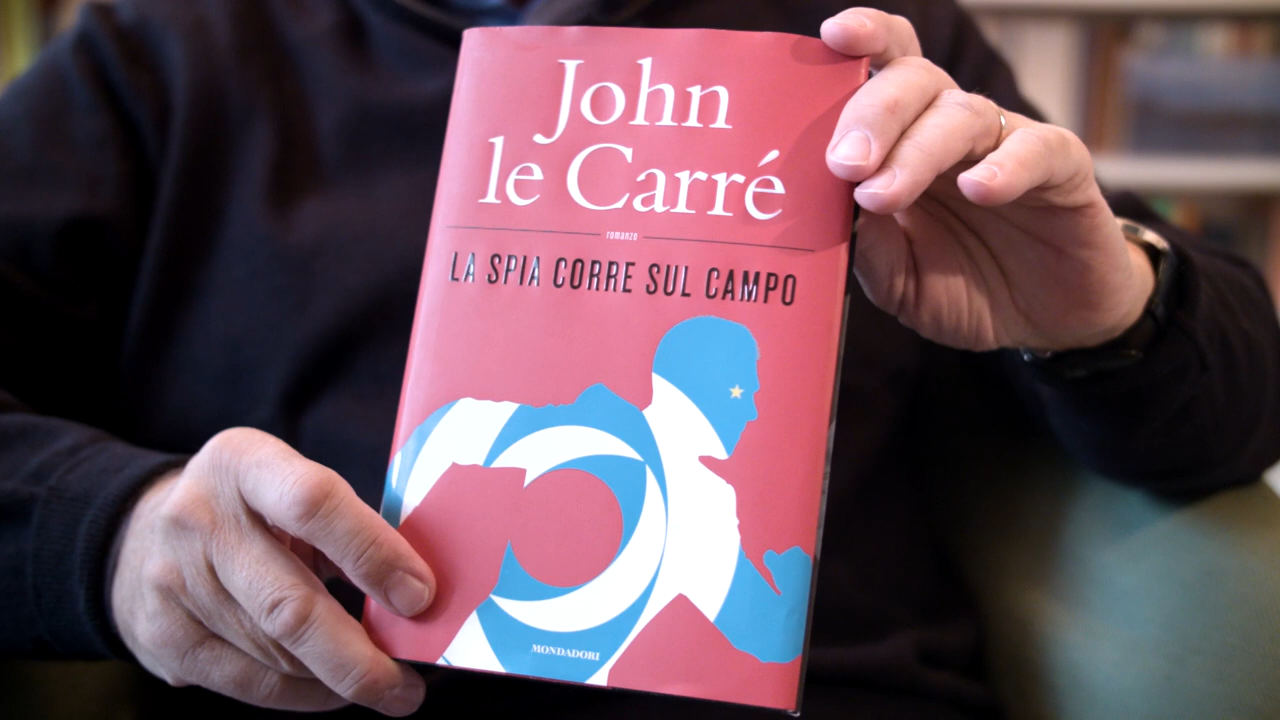 John
le Carré
romanzo
LA SPIA CORRE SUL CAMPO
MONDADORI